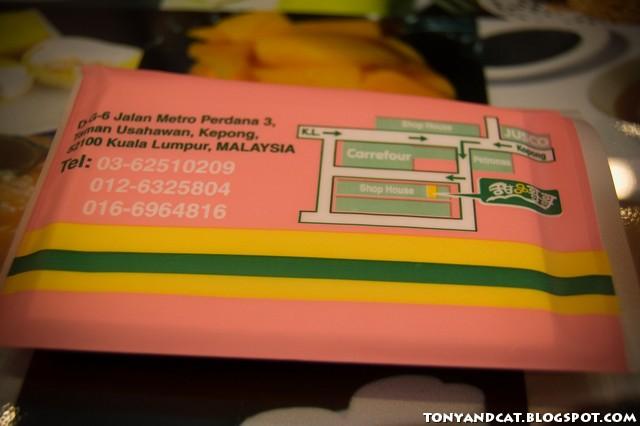 D-G-6 Jalan Metro Perdana 3,
Taman Usahawan, Kepong,
52100 Kuala Lumpur, MALAYSIA
Tel: 03-62510209
012-6325804
016-6964816
K.L.
Shop House
JUSCO
Kepong
Carrefour
Petronas
Shop House
TONYANDCAT.BLOGSPOT.COM